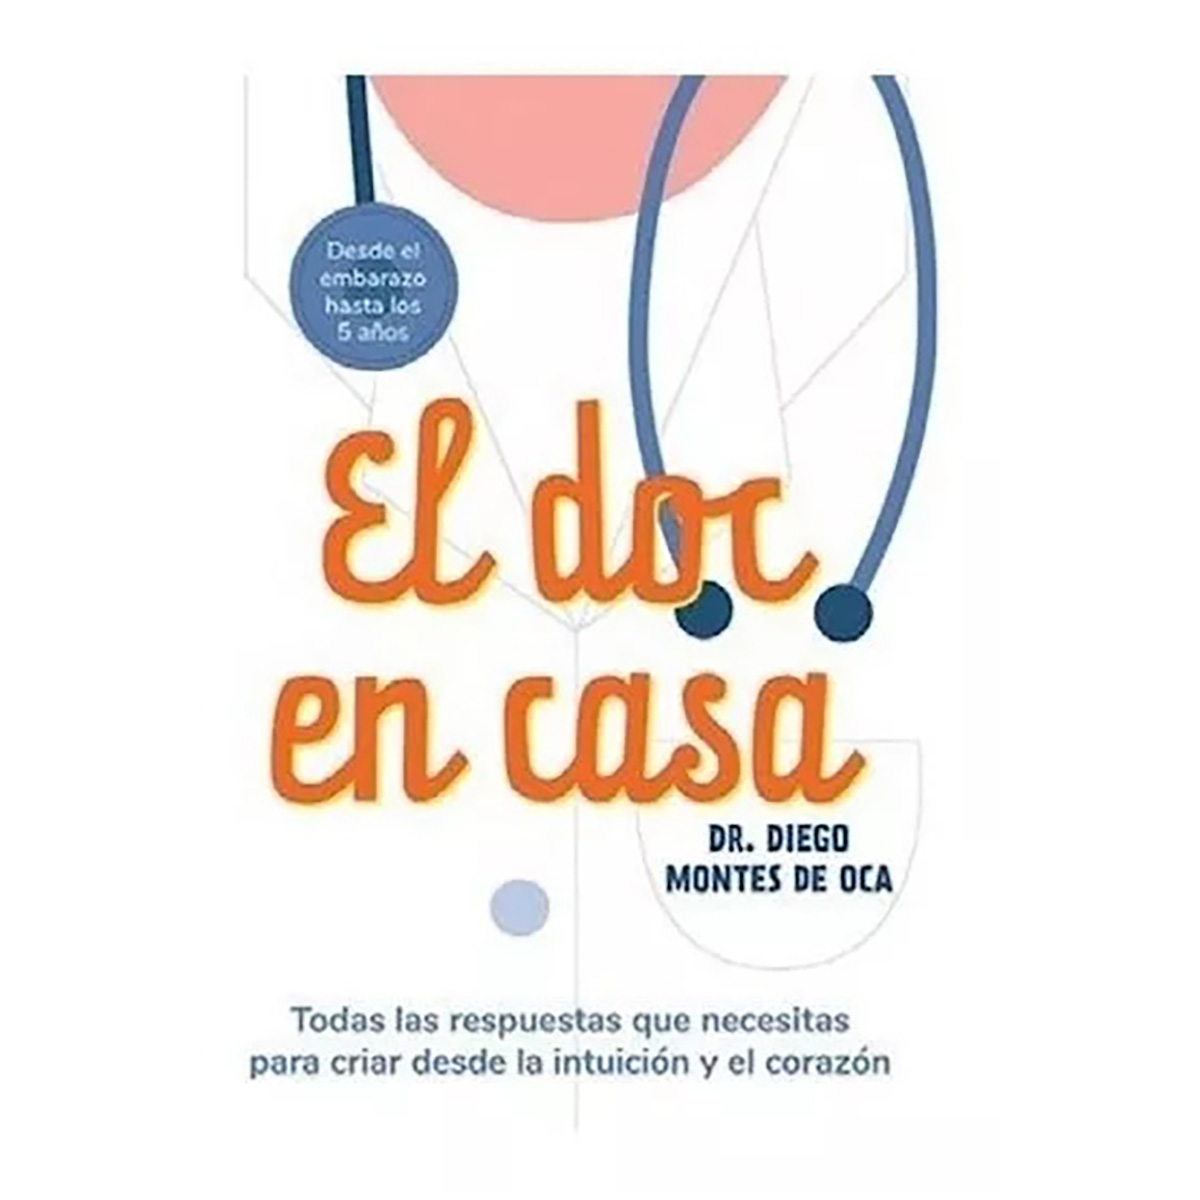 Desde el
embarazo
hasta los
5 años
El doc
en casa
DR. DIEGO
MONTES DE OCA
Todas las respuestas que necesitas
para criar desde la intuición y el corazón